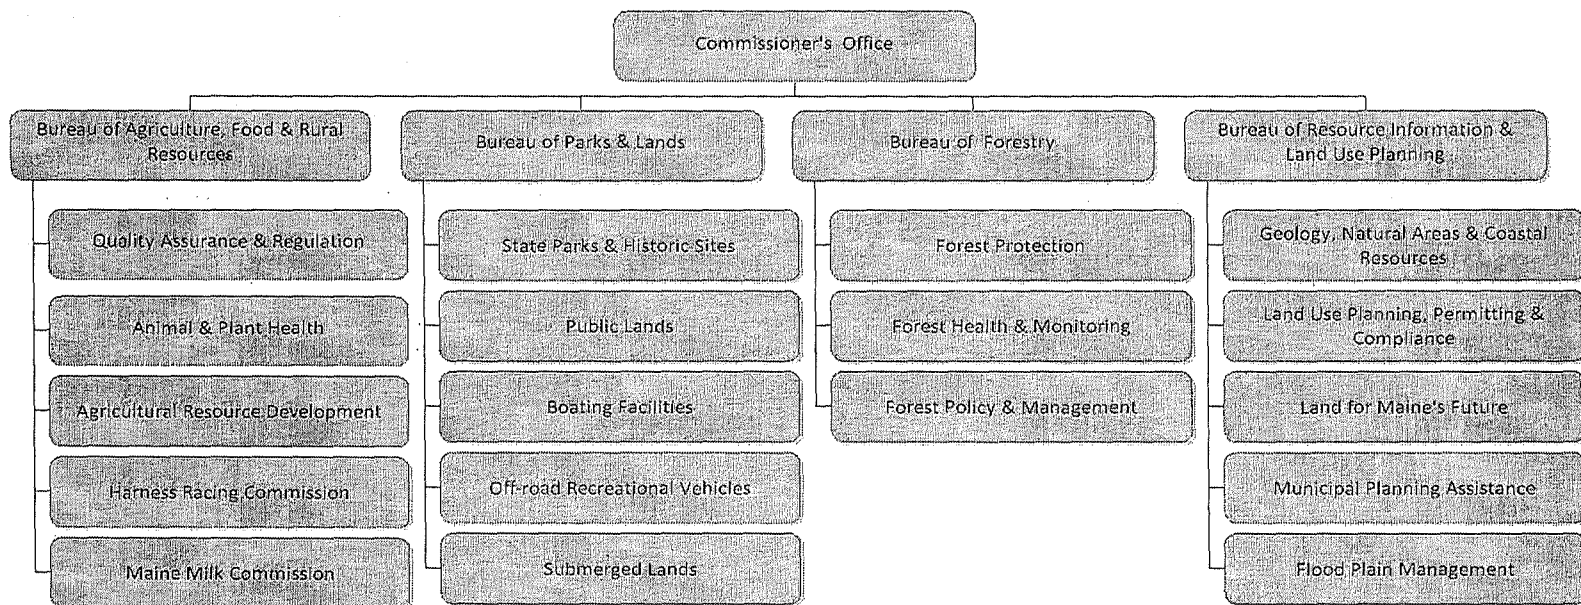 Commissioner's Office
Bureau of Agriculture, Food & Rural
Resources
Quality Assurance & Regulation
Animal & Plant Health
Agricultural Resource Development
Harness Racing Commission
Maine Milk Commission
Bureau of Parks & Lands
State Parks & Historic Sites
Public Lands
Boating Facilities
Off-road Recreational Vehicles
Submerged Lands
Bureau of Forestry
Forest Protection
Forest Health & Monitoring
Forest Policy & Management
Bureau of Resource Information &
Land Use Planning
Geology, Natural Areas & Coastal
Resources
Land Use Planning, Permitting &
Compliance
Land for Maine's Future
Municipal Planning Assistance
Flood Plain Management